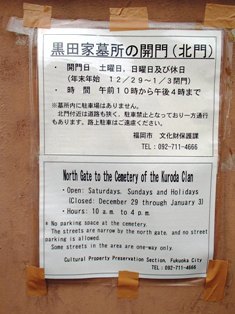 黒田家墓所の開門(北門)
・ 開門日 土曜日、日曜日及び休日
(年末年始 12/29~1/3閉門)
・ 時間 午前10時から午後4時まで
※墓所内に駐車場はありません。
北門付近は道路も狭く、駐車禁止となっており一方通行
もあります。路上駐車はご遠慮ください。
福岡市 文化財保護課
TEL:092-711-4666
North Gate to the Cemetery of the Kuroda Clan
・Open: Saturdays, Sundays and Holidays
(Closed: December 29 through January 3)
・Hours: 10 a.m. to 4 p.m.
* No parking space at the cemetery.
The streets are narrow by the north gate and no street
parking is allowed.
Some streets in the area are one-way only.
Cultural Property Preservation Section, Fukuoka City
TEL:092-711-4666